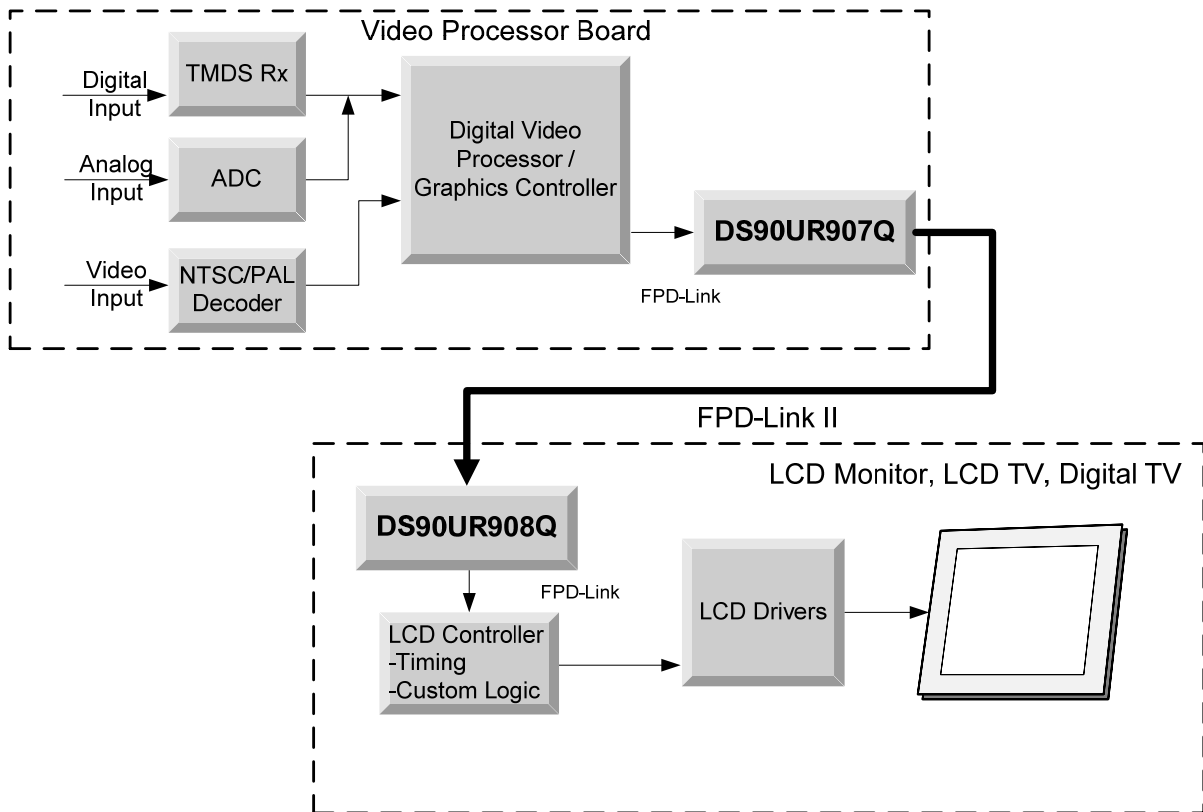 Video Processor Board
Digital
Input
TMDS Rx
Analog
Input
ADC
Video
Input
NTSC/PAL
Decoder
Digital Video
Processor /
Graphics Controller
DS90UR907Q
FPD-Link
FPD-Link II
LCD Monitor, LCD TV, Digital TV
DS90UR908Q
FPD-Link
LCD Controller
-Timing
-Custom Logic
LCD Drivers